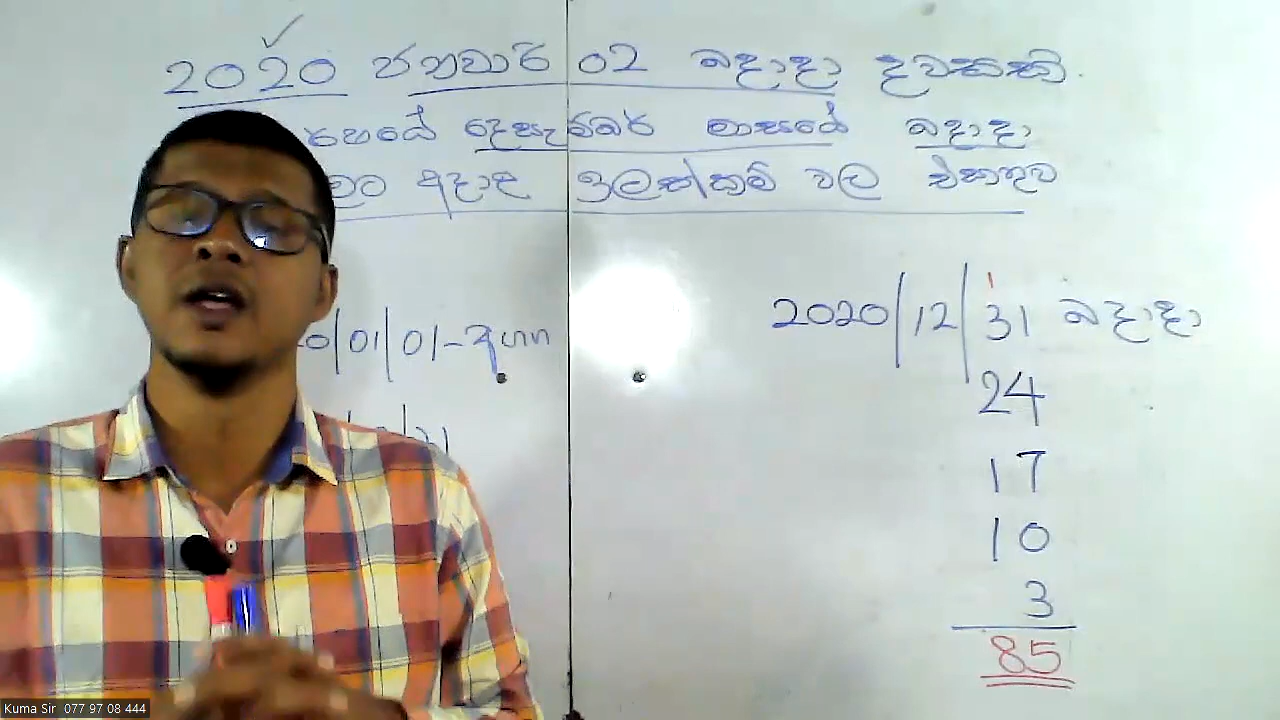 2020 ජනවාරි 02 බදාදා දවසකි.
දෙසැම්බර් මාසයේ බදාදා
අදාළ ඉලක්කම් වල එකතුව
01|01-අගහ
2020|12|31 බදාදා
24
17
10
3
85
Kuma Sir 077 97 08 444